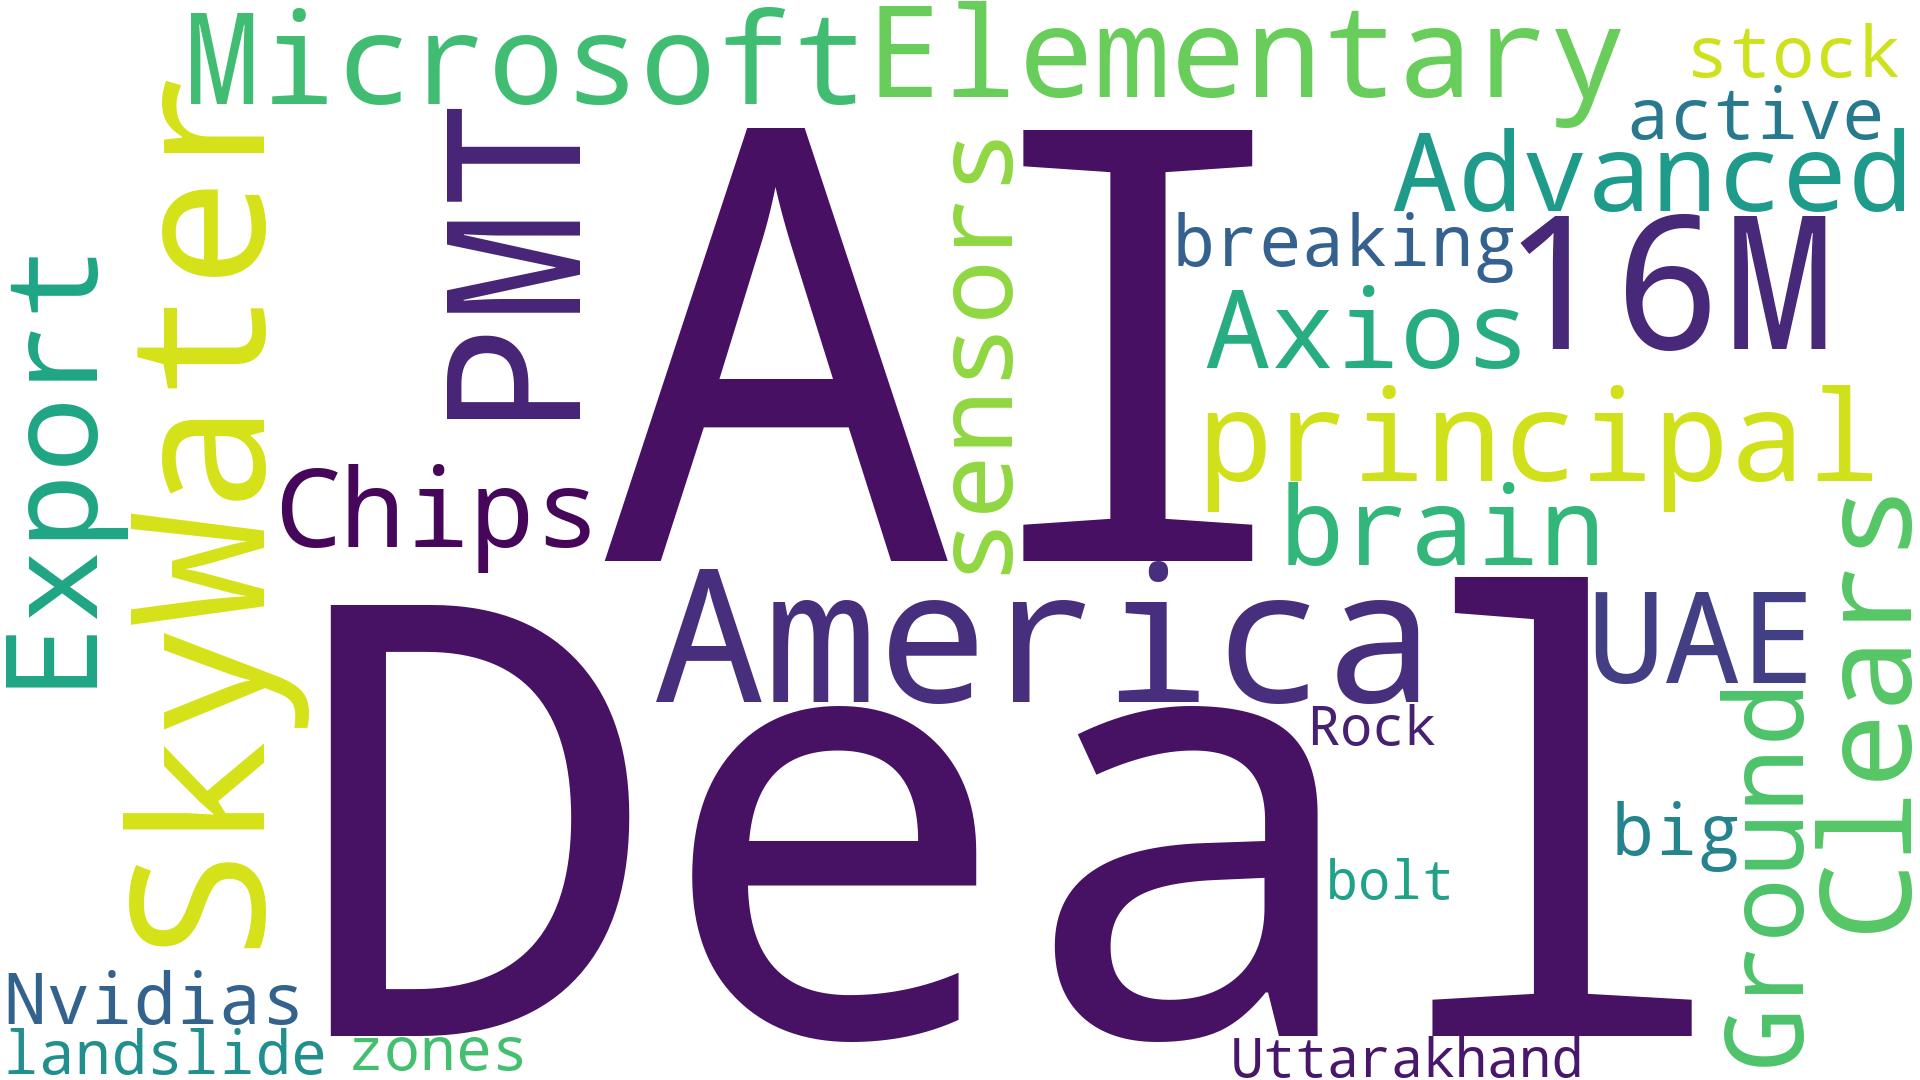 Microsoft
Elementary
stock
active
Advanced
SkyWater
PMT
AI
sensors
breaking
16M
Export
Axios
principal
Chips
brain
America
UAE
Clears
Deal
Rock
Ground
big
bolt
Nvidias
landslide
zones
Uttarakhand